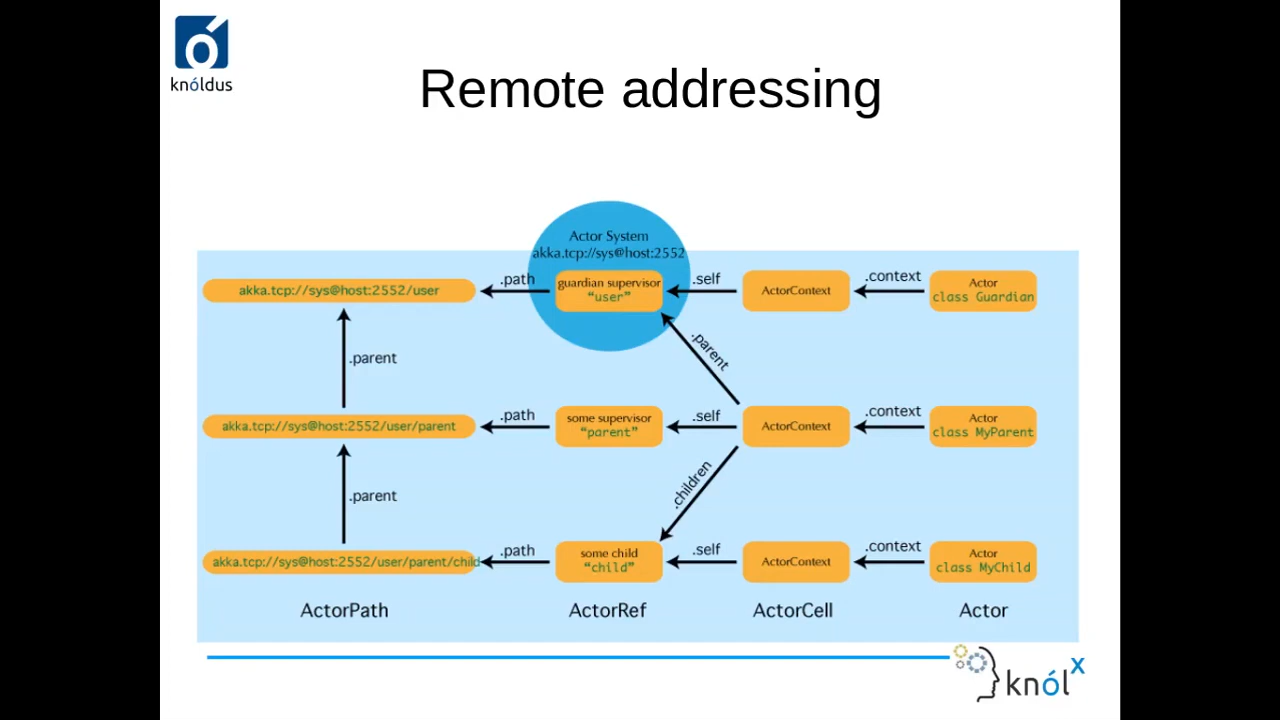 knóldus
Remote addressing
Actor System
akka.tcp://sys@host:2552
akka.tcp://sys@host:2552/user
.path
guardian supervisor
"user"
.self
ActorContext
.context
Actor
class Guardian
.parent
.parent
akka.tcp://sys@host:2552/user/parent
.path
some supervisor
"parent"
.self
ActorContext
.context
Actor
class MyParent
.parent
.children
akka.tcp://sys@host:2552/user/parent/child
.path
some child
"child"
.self
ActorContext
.context
Actor
class MyChild
ActorPath
ActorRef
ActorCell
Actor
knólx